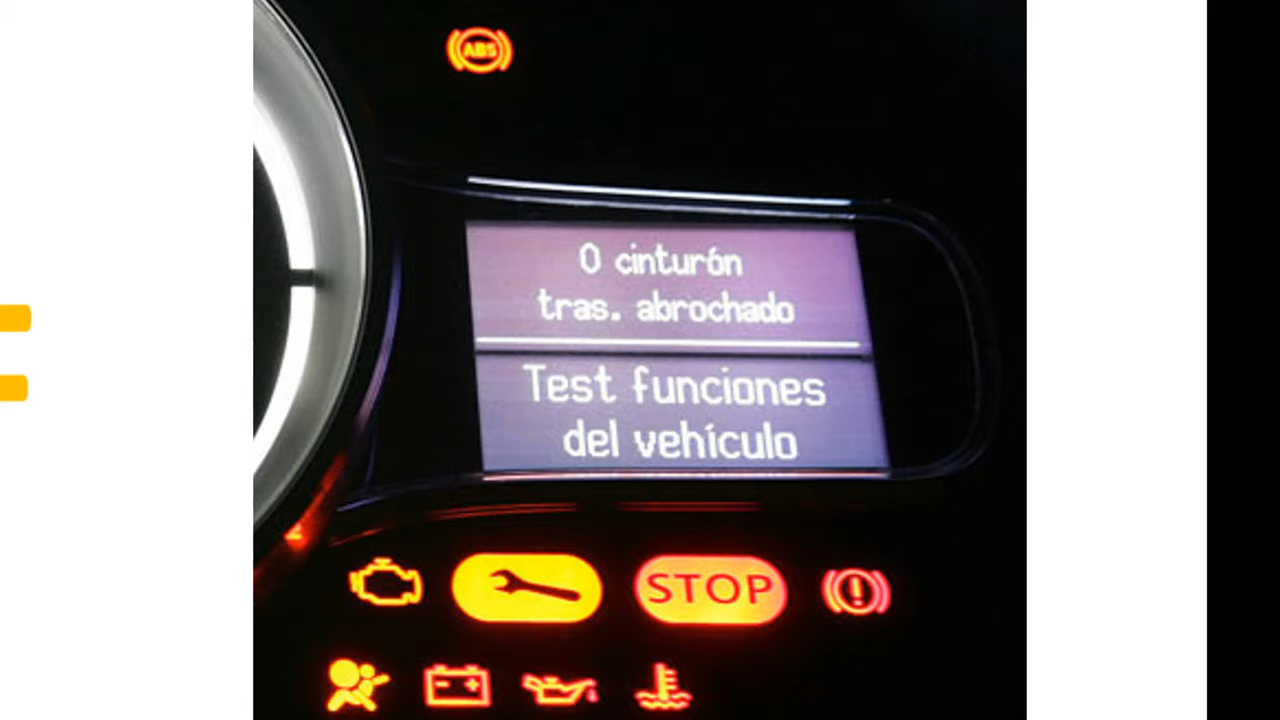 ABS
0 cinturón
tras. abrochado
Test funciones
del vehículo
STOP